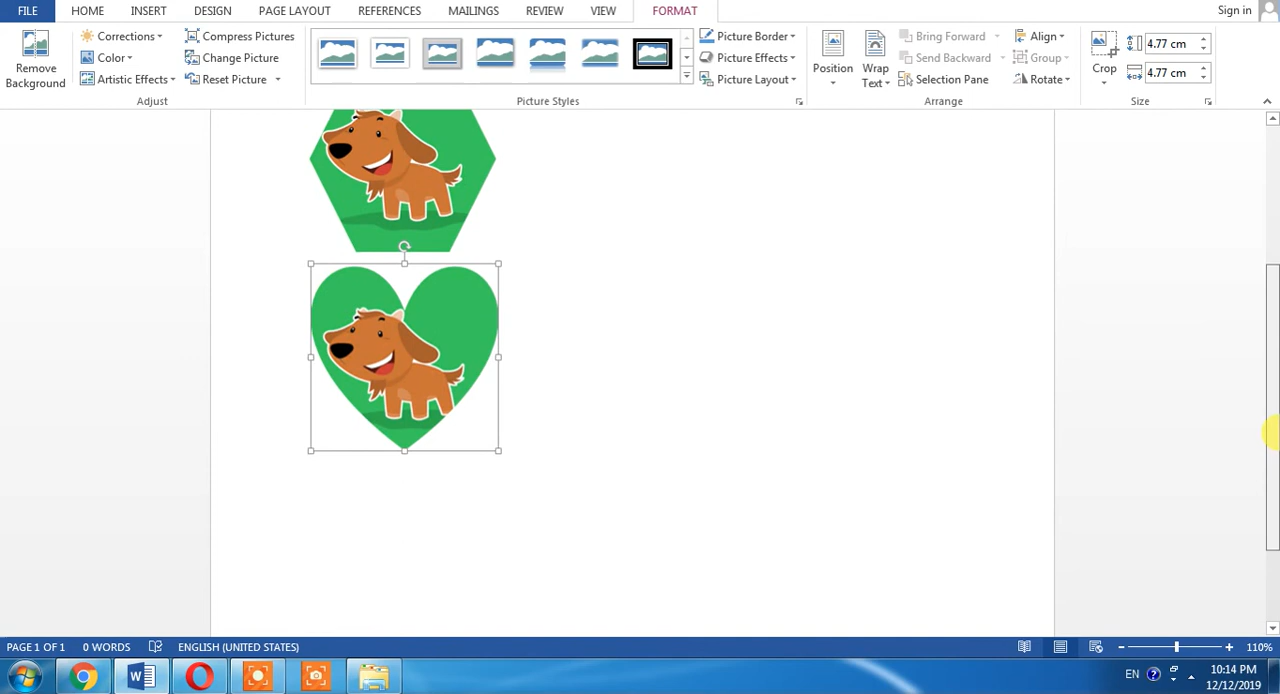 FILE HOME INSERT DESIGN PAGE LAYOUT REFERENCES MAILINGS REVIEW VIEW FORMAT Sign in
Remove Background
Corrections
Color
Artistic Effects
Compress Pictures
Change Picture
Reset Picture
Adjust
Picture Styles
Picture Border
Picture Effects
Picture Layout
Position
Wrap Text
Bring Forward
Send Backward
Selection Pane
Align
Group
Rotate
Arrange
Crop
4.77 cm
4.77 cm
Size
PAGE 1 OF 1 0 WORDS ENGLISH (UNITED STATES) 110%
EN
10:14 PM
12/12/2019